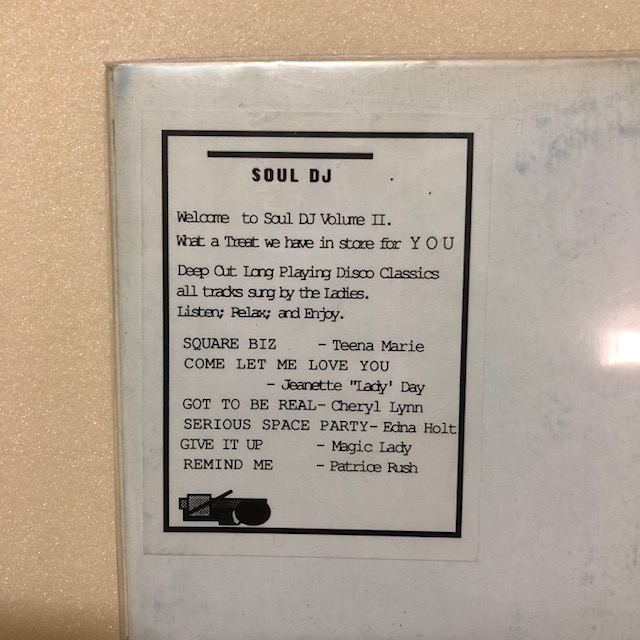 SOUL DJ
Welcome to Soul DJ Volume II.
What a Treat we have in store for YOU
Deep Cut Long Playing Disco Classics
all tracks sung by the Ladies.
Listen; Relax; and Enjoy.
SQUARE BIZ - Teena Marie
COME LET ME LOVE YOU
- Jeanette "Lady' Day
GOT TO BE REAL- Cheryl Lynn
SERIOUS SPACE PARTY- Edna Holt
GIVE IT UP - Magic Lady
REMIND ME - Patrice Rush